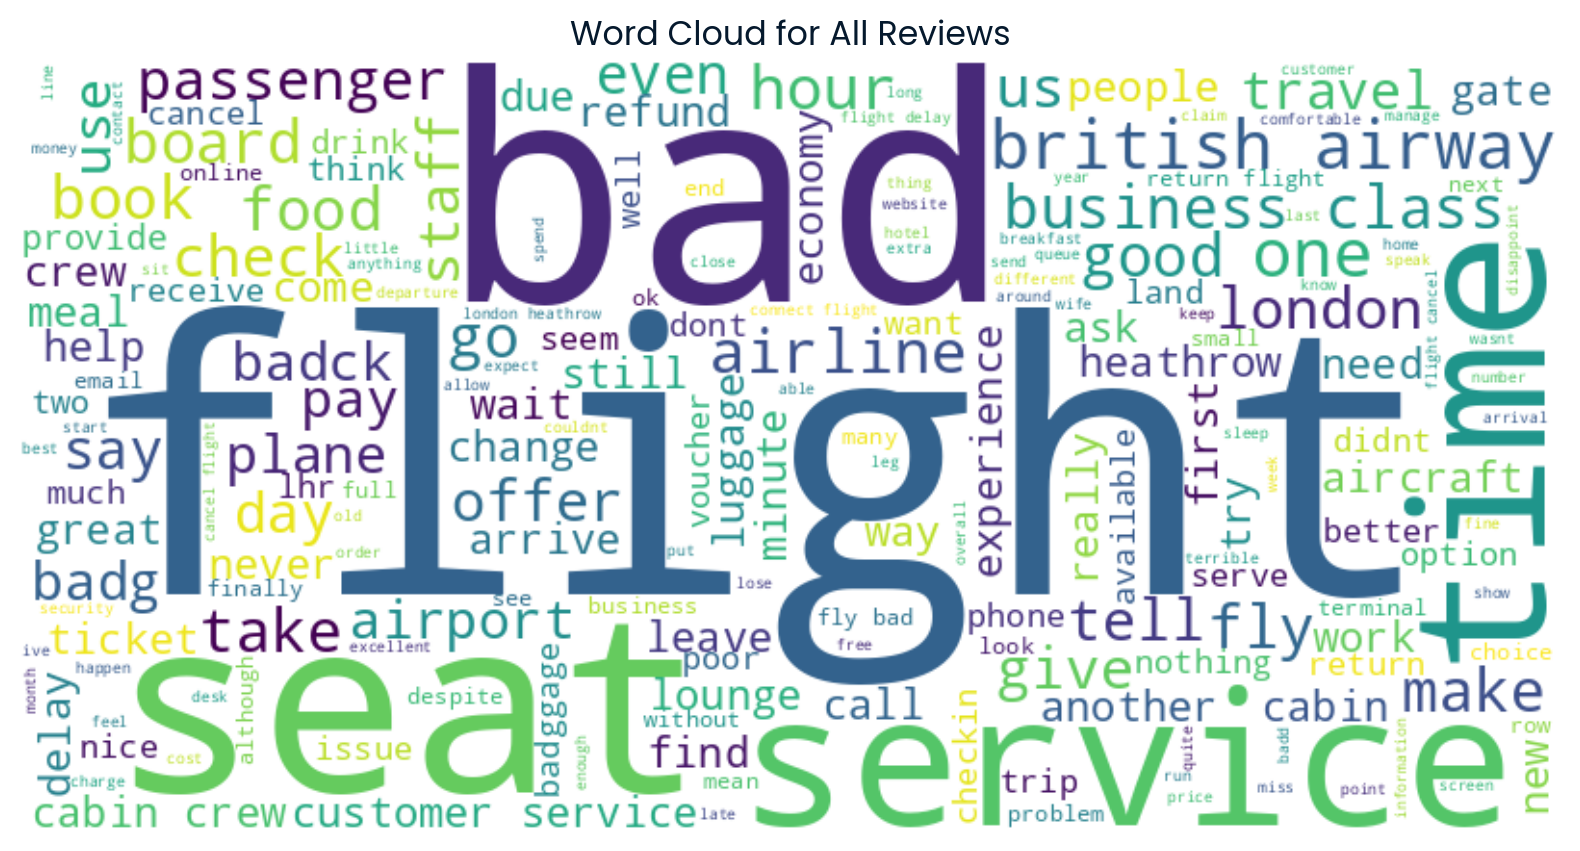 Word Cloud for All Reviews
line
use
contact
passenger
cancel
money
board
drink
online
think
book
food
staff
provide
check
little
anything
crew
sit
receive
come
departure
meal
bad
due
even
refund
hour
long
flight delay
well
economy
end
thing
website
hotel
extra
spend
close
us
people
travel
customer
gate
claim
comfortable
manage
british airway
year
return flight
next
business class
last
breakfast
queue
good
one
home
speak
send
different
know
disappoint
around
wife
land
keep
london
flight cancel
time
help
email
two
start
best
say
much
great
badg
security
flight
badck
pay
plane
lhr
full
day
old
cancel flight
never
order
finally
london heathrow
ok
go
seem
dont
connect flight
want
expect
airline
still
allow
able
wait
couldnt
change
voucher
luggage
minute
many
leg
offer
arrive
put
way
overall
lose
see
experience
ask
small
heathrow
need
wasnt
number
first
sleep
didnt
arrival
really
available
try
week
aircraft
better
fine
option
terrible
serve
show
ticket
take
airport
business
ive
happen
excellent
month
delay
desk
although
feel
nice
cost
charge
issue
seat
despite
badggage
enough
leave
poor
lounge
without
find
mean
late
fly bad
free
call
phone
look
tell
fly
terminal
work
choice
return
give
nothing
another
cabin
make
checkin
service
trip
problem
quite
run
price
badd
miss
point
information
screen
row
new
cabin crew
customer service